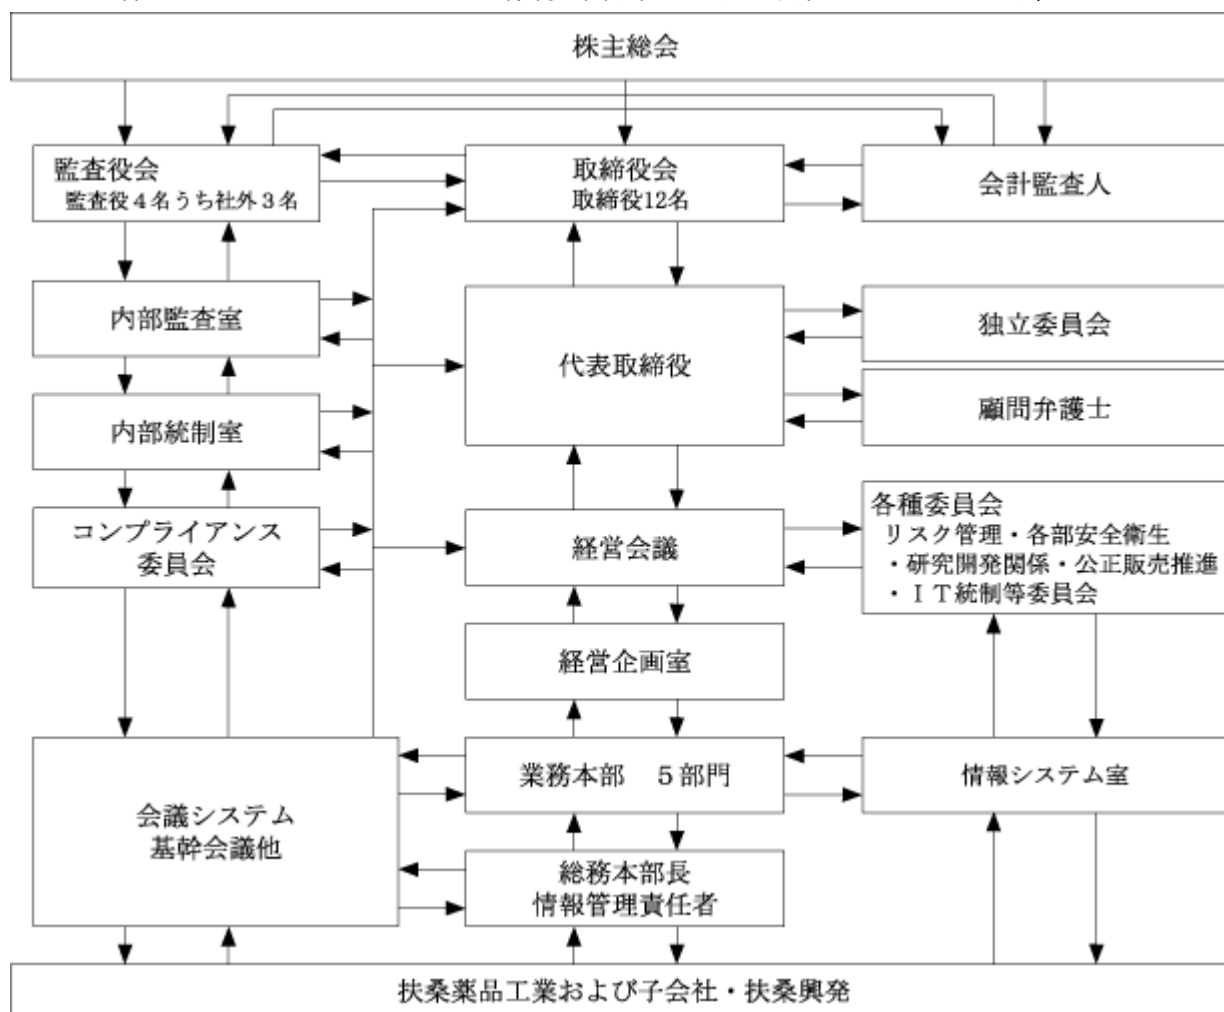 株主総会
監査役会
監査役４名うち社外３名
取締役会
取締役12名
会計監査人
内部監査室
代表取締役
独立委員会
顧問弁護士
内部統制室
コンプライアンス
委員会
経営会議
各種委員会
リスク管理・各部安全衛生
・研究開発関係・公正販売推進
・ＩＴ統制等委員会
経営企画室
会議システム
基幹会議他
業務本部　５部門
情報システム室
総務本部長
情報管理責任者
扶桑薬品工業および子会社・扶桑興発